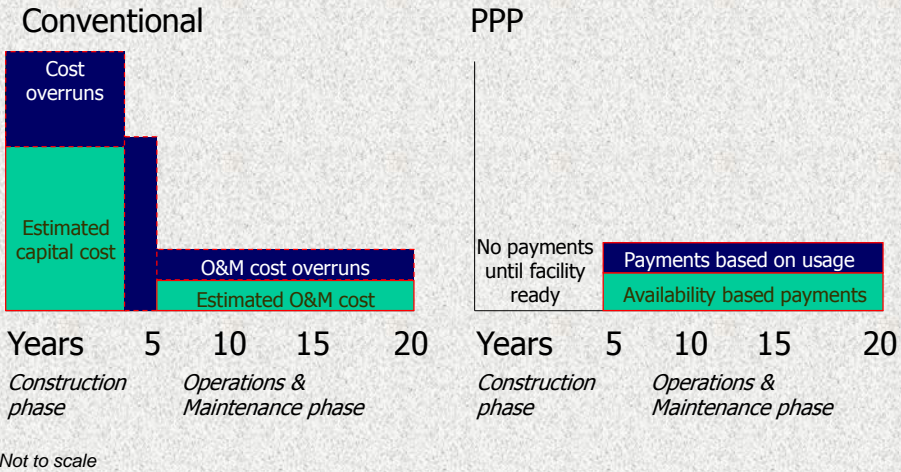 Conventional
Cost
overruns
Estimated
capital cost
O&M cost overruns
Estimated O&M cost
Years 5 10 15 20
Construction
phase
Operations &
Maintenance phase
PPP
No payments
until facility
ready
Payments based on usage
Availability based payments
Years 5 10 15 20
Construction
phase
Operations &
Maintenance phase
Not to scale